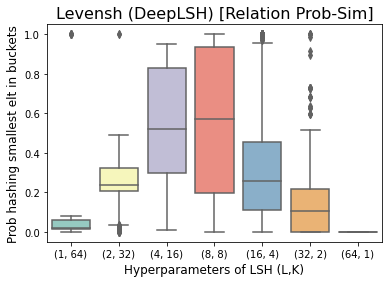 Levensh (DeepLSH) [Relation Prob-Sim]
Prob hashing smallest elt in buckets
1.0
0.8
0.6
0.4
0.2
0.0
(1, 64) (2, 32) (4, 16) (8, 8) (16, 4) (32, 2) (64, 1)
Hyperparameters of LSH (L,K)